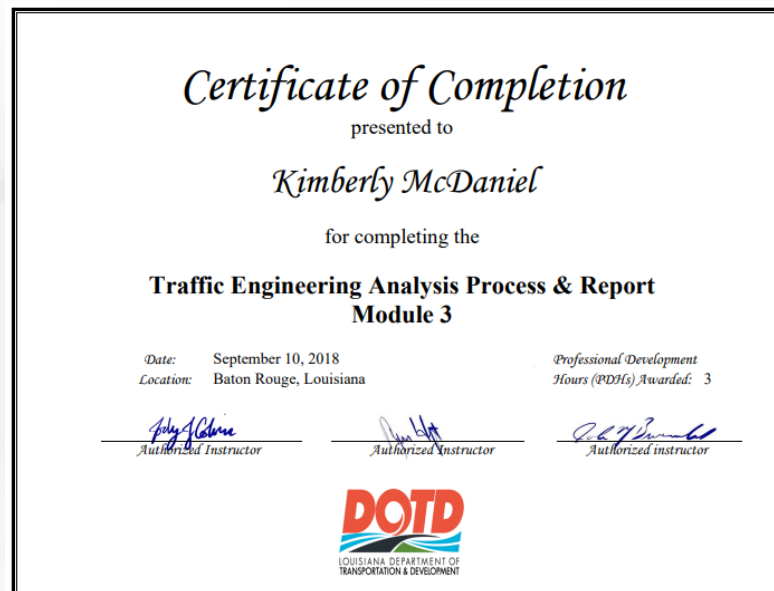 Certificate of Completion
presented to
Kimberly McDaniel
for completing the
Traffic Engineering Analysis Process & Report
Module 3
Date: September 10, 2018
Location: Baton Rouge, Louisiana
Professional Development
Hours (PDHs) Awarded: 3
Authorized Instructor
Authorized Instructor
Authorized instructor
DOTD
LOUISIANA DEPARTMENT OF
TRANSPORTATION & DEVELOPMENT